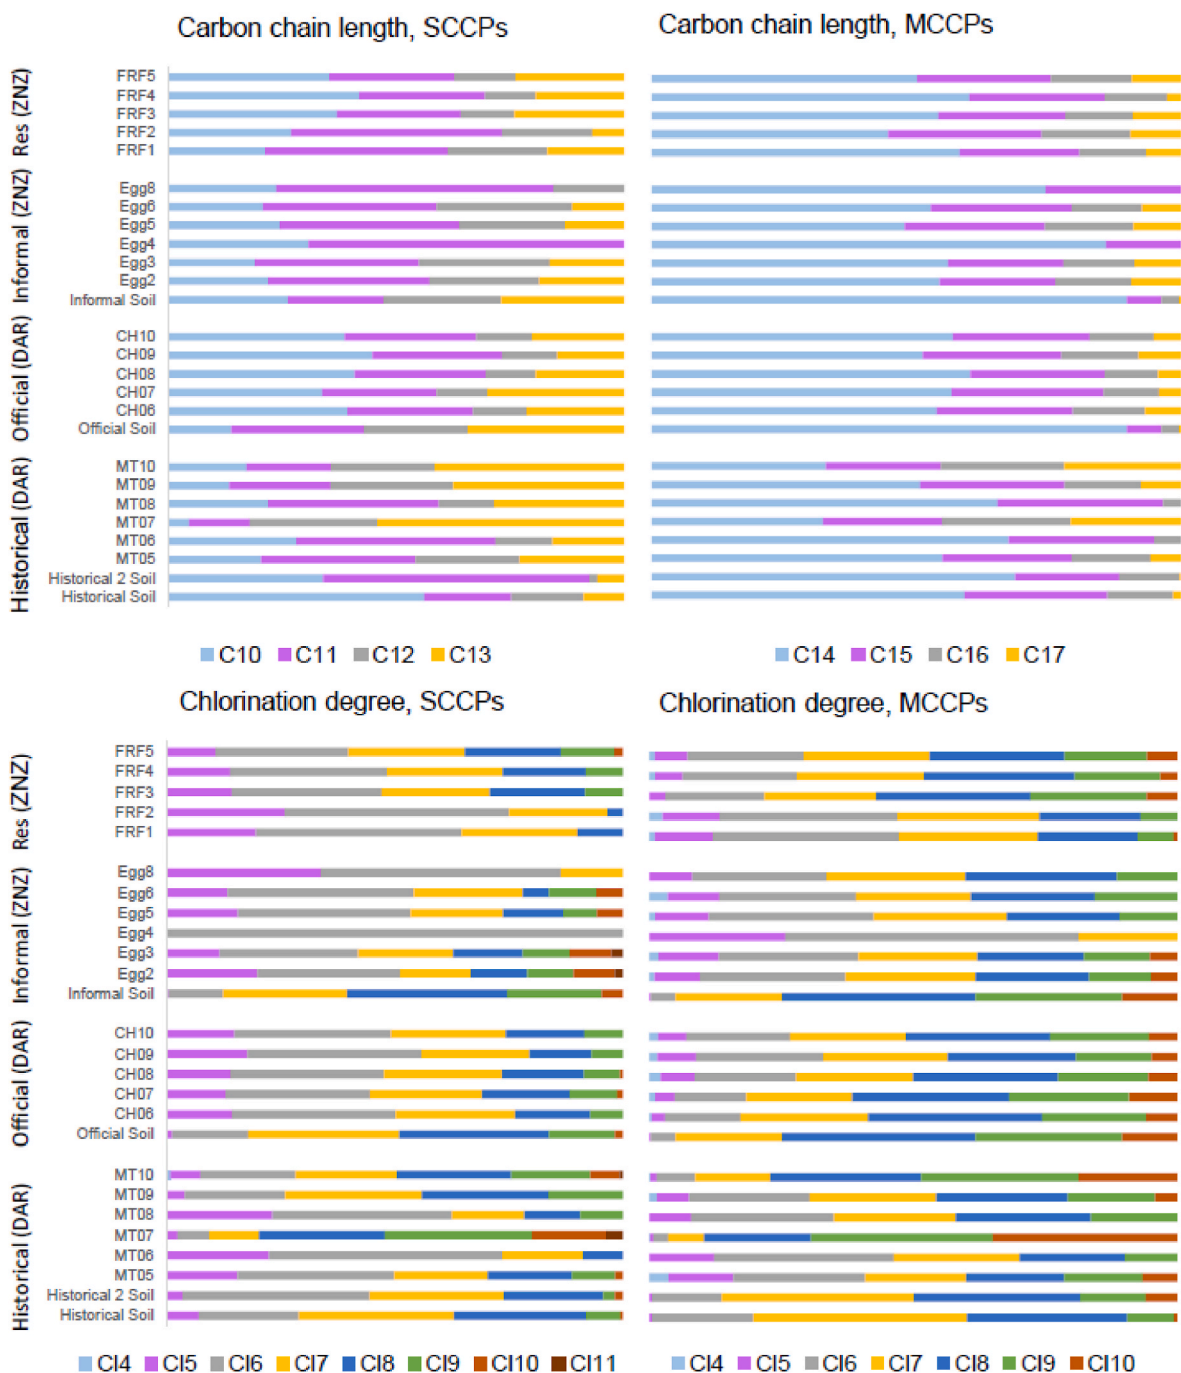 Carbon chain length, SCCPs
Carbon chain length, MCCPs
Res (ZNZ)
FRF5
FRF4
FRF3
FRF2
FRF1
Informal (ZNZ)
Egg8
Egg6
Egg5
Egg4
Egg3
Egg2
Informal Soil
Official (DAR)
CH10
CH09
CH08
CH07
CH06
Official Soil
Historical (DAR)
MT10
MT09
MT08
MT07
MT06
MT05
Historical 2 Soil
Historical Soil
C10 C11 C12 C13
C14 C15 C16 C17
Chlorination degree, SCCPs
Chlorination degree, MCCPs
Res (ZNZ)
FRF5
FRF4
FRF3
FRF2
FRF1
Informal (ZNZ)
Egg8
Egg6
Egg5
Egg4
Egg3
Egg2
Informal Soil
Official (DAR)
CH10
CH09
CH08
CH07
CH06
Official Soil
Historical (DAR)
MT10
MT09
MT08
MT07
MT06
MT05
Historical 2 Soil
Historical Soil
Cl4 Cl5 Cl6 Cl7 Cl8 Cl9 Cl10 Cl11
Cl4 Cl5 Cl6 Cl7 Cl8 Cl9 Cl10